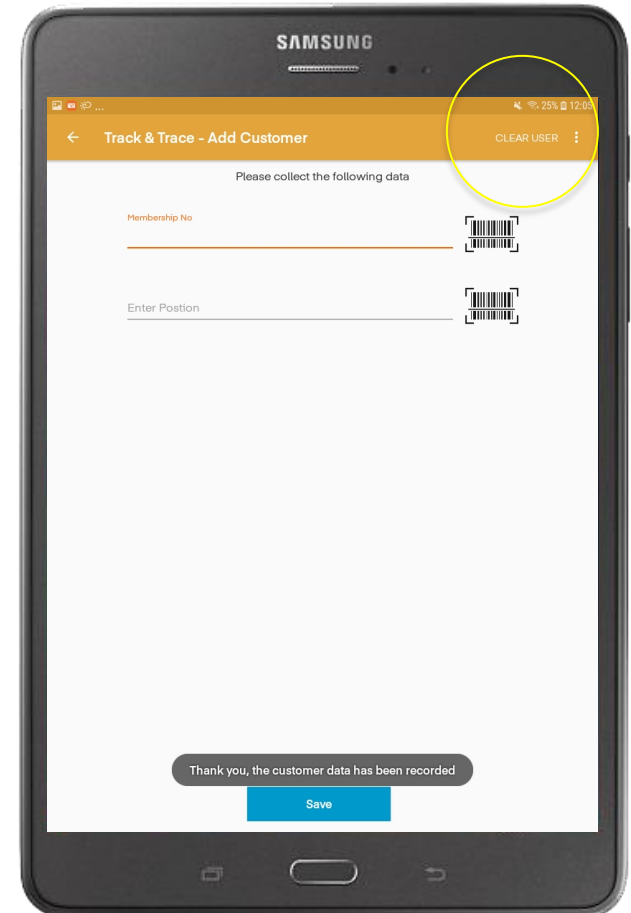 SAMSUNG
... 25% 12:05
Track & Trace - Add Customer CLEAR USER
Please collect the following data
Membership No
Enter Postion
Thank you, the customer data has been recorded
Save